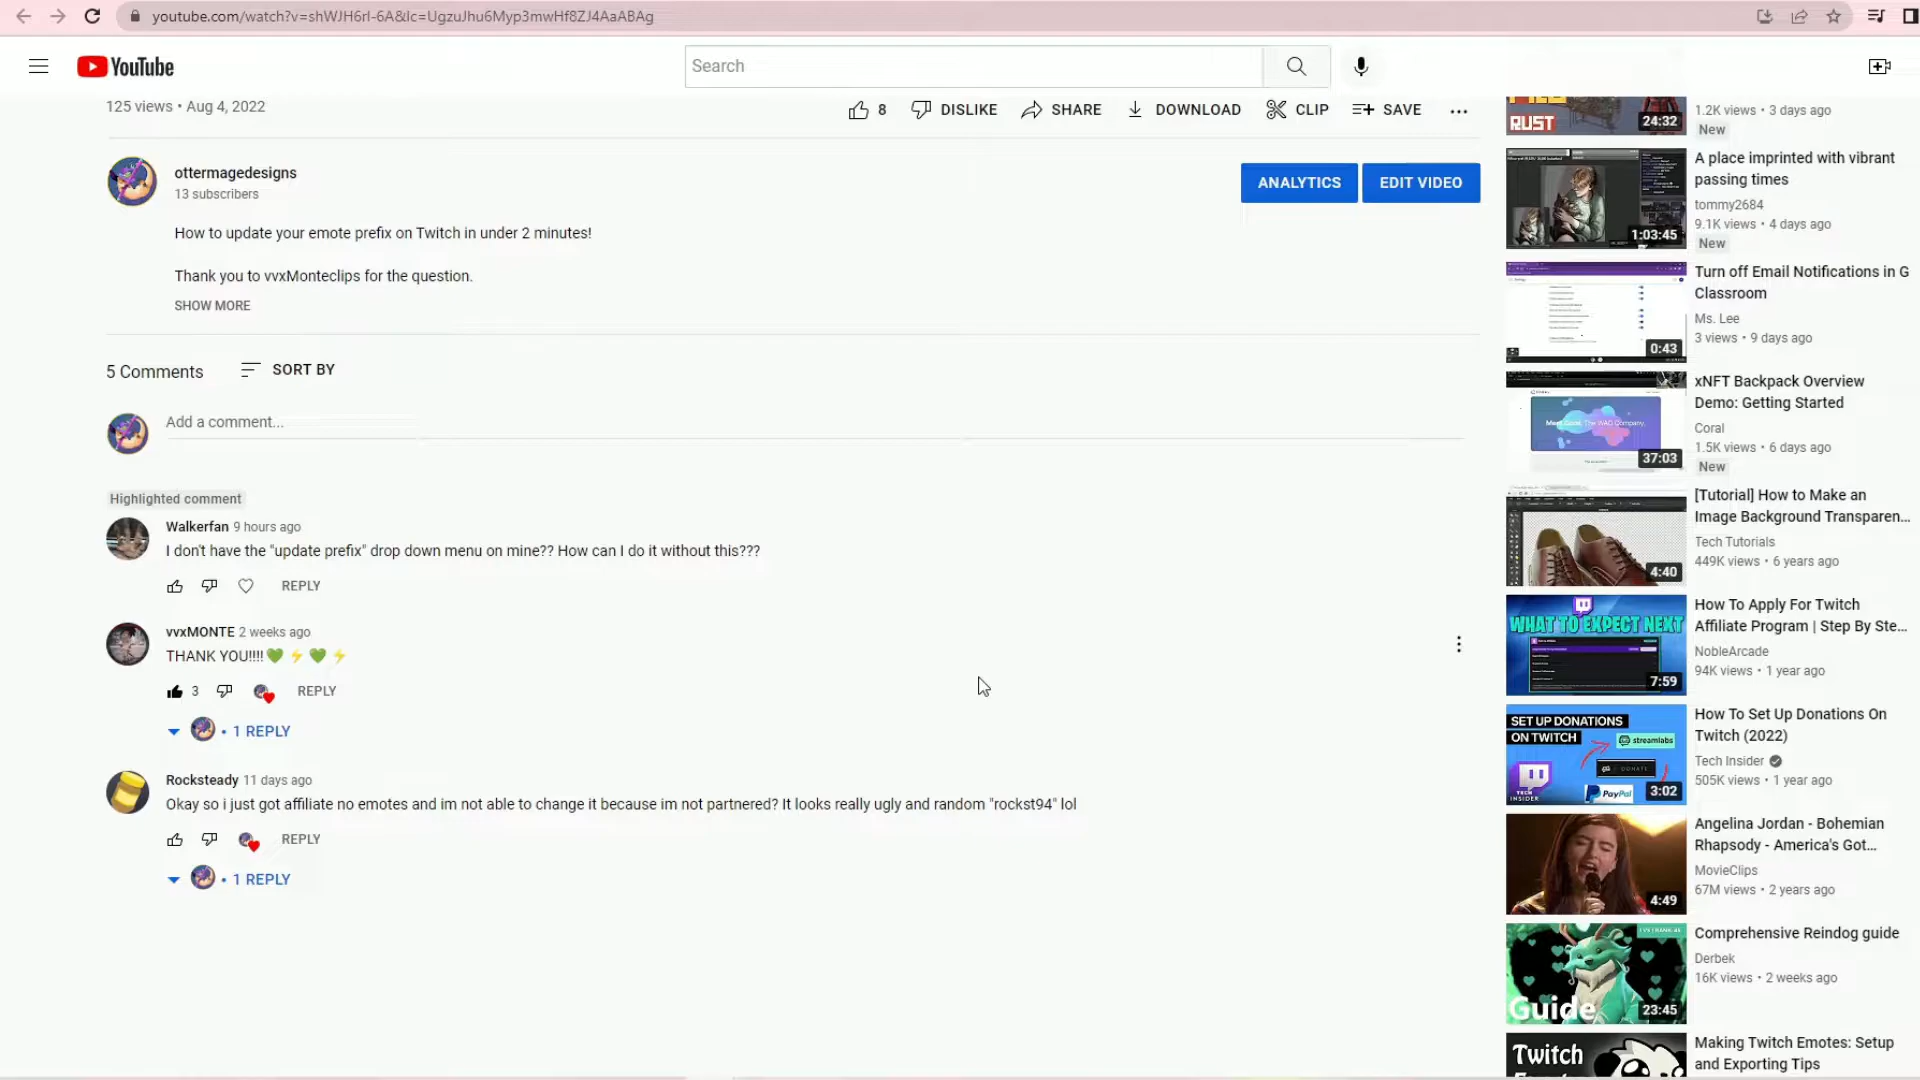 youtube.com/watch?v=shWJH6rI-6A&lc=UgzuJhu6Myp3mwHf8ZJ4AaABAg
YouTube
Search
125 views • Aug 4, 2022
8 DISLIKE SHARE DOWNLOAD CLIP SAVE
ottermagedesigns
13 subscribers
ANALYTICS EDIT VIDEO
How to update your emote prefix on Twitch in under 2 minutes!
Thank you to vvxMonteclips for the question.
SHOW MORE
5 Comments SORT BY
Add a comment...
Highlighted comment
Walkerfan 9 hours ago
I don't have the "update prefix" drop down menu on mine?? How can I do it without this???
REPLY
vvxMONTE 2 weeks ago
THANK YOU!!!!💚⚡💚⚡
3 REPLY
• 1 REPLY
Rocksteady 11 days ago
Okay so i just got affiliate no emotes and im not able to change it because im not partnered? It looks really ugly and random "rockst94" lol
REPLY
• 1 REPLY
RUST
24:32
1.2K views • 3 days ago
New
1:03:45
A place imprinted with vibrant
passing times
tommy2684
9.1K views • 4 days ago
New
0:43
Turn off Email Notifications in G
Classroom
Ms. Lee
3 views • 9 days ago
37:03
xNFT Backpack Overview
Demo: Getting Started
Coral
1.5K views • 6 days ago
New
4:40
[Tutorial] How to Make an
Image Background Transparen...
Tech Tutorials
449K views • 6 years ago
WHAT TO EXPECT NEXT
7:59
How To Apply For Twitch
Affiliate Program | Step By Ste...
NobleArcade
94K views • 1 year ago
SET UP DONATIONS
ON TWITCH
streamlabs
DONATE
TECH
INSIDER
PayPal
3:02
How To Set Up Donations On
Twitch (2022)
Tech Insider
505K views • 1 year ago
4:49
Angelina Jordan - Bohemian
Rhapsody - America's Got...
MovieClips
67M views • 2 years ago
Guide
23:45
Comprehensive Reindog guide
Derbek
16K views • 2 weeks ago
Twitch
Making Twitch Emotes: Setup
and Exporting Tips